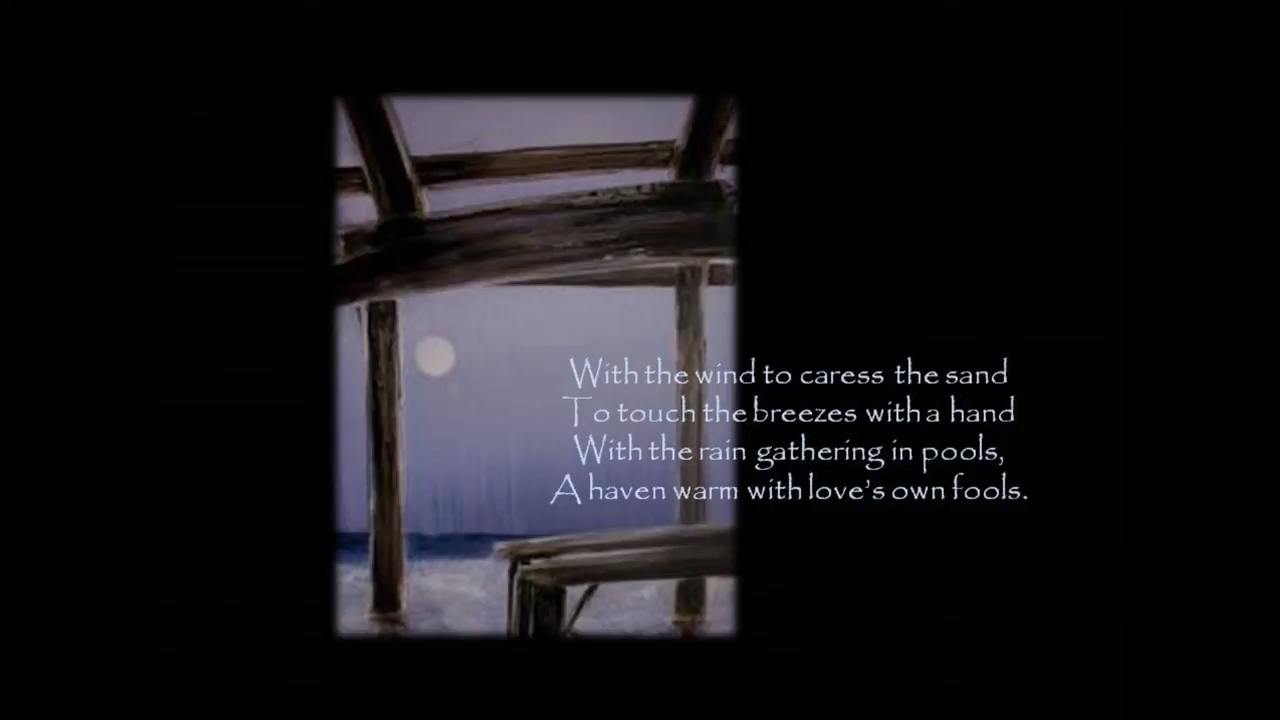 With the wind to caress the sand
To touch the breezes with a hand
With the rain gathering in pools,
A haven warm with love's own fools.